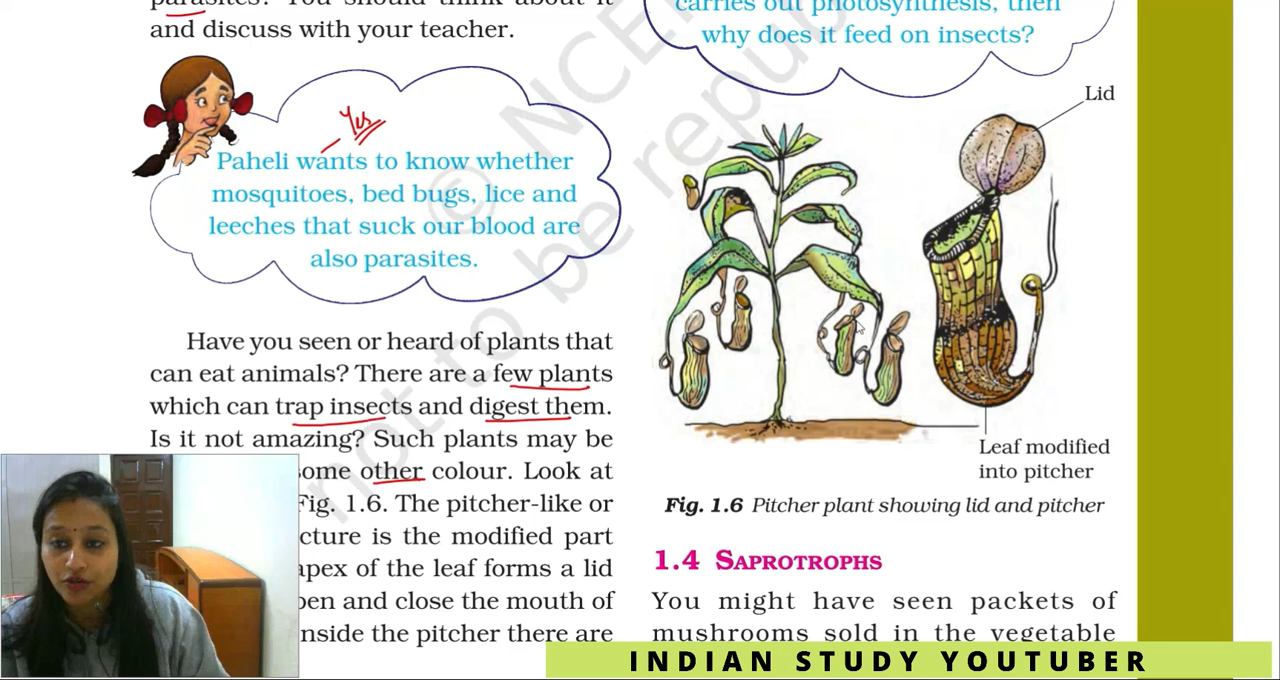 parasites? You should think about it
and discuss with your teacher.
Yes
Paheli wants to know whether
mosquitoes, bed bugs, lice and
leeches that suck our blood are
also parasites.
Have you seen or heard of plants that
can eat animals? There are a few plants
which can trap insects and digest them.
Is it not amazing? Such plants may be
some other colour. Look at
Fig. 1.6. The pitcher-like or
cture is the modified part
apex of the leaf forms a lid
pen and close the mouth of
nside the pitcher there are
carries out photosynthesis, then
why does it feed on insects?
Lid
Leaf modified
into pitcher
Fig. 1.6 Pitcher plant showing lid and pitcher
1.4 SAPROTROPHS
You might have seen packets of
mushrooms sold in the vegetable
© NCE
not to be repu
INDIAN STUDY YOUTUBER